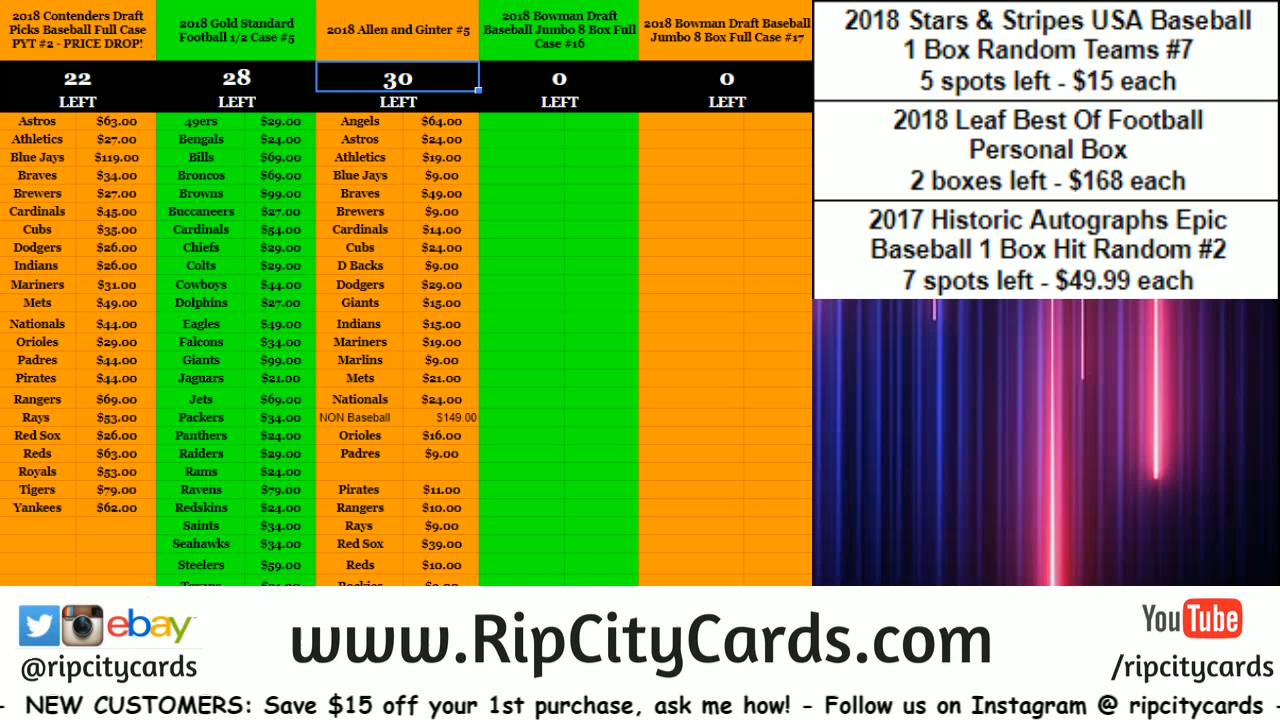 2018 Contenders Draft
Picks Baseball Full Case
PYT #2 - PRICE DROP!
22
LEFT
Astros $63.00
Athletics $27.00
Blue Jays $119.00
Braves $34.00
Brewers $27.00
Cardinals $45.00
Cubs $35.00
Dodgers $26.00
Indians $26.00
Mariners $31.00
Mets $49.00
Nationals $44.00
Orioles $29.00
Padres $44.00
Pirates $44.00
Rangers $69.00
Rays $53.00
Red Sox $26.00
Reds $63.00
Royals $53.00
Tigers $79.00
Yankees $62.00
2018 Gold Standard
Football 1/2 Case #5
28
LEFT
49ers $29.00
Bengals $24.00
Bills $69.00
Broncos $69.00
Browns $99.00
Buccaneers $27.00
Cardinals $54.00
Chiefs $29.00
Colts $29.00
Cowboys $44.00
Dolphins $27.00
Eagles $49.00
Falcons $34.00
Giants $99.00
Jaguars $21.00
Jets $69.00
Packers $34.00
Panthers $24.00
Raiders $29.00
Rams $24.00
Ravens $79.00
Redskins $24.00
Saints $34.00
Seahawks $34.00
Steelers $59.00
2018 Allen and Ginter #5
30
LEFT
Angels $64.00
Astros $24.00
Athletics $19.00
Blue Jays $9.00
Braves $49.00
Brewers $9.00
Cardinals $14.00
Cubs $24.00
D Backs $9.00
Dodgers $29.00
Giants $15.00
Indians $15.00
Mariners $19.00
Marlins $9.00
Mets $21.00
Nationals $24.00
NON Baseball $149.00
Orioles $16.00
Padres $9.00
Pirates $11.00
Rangers $10.00
Rays $9.00
Red Sox $39.00
Reds $10.00
2018 Bowman Draft
Baseball Jumbo 8 Box Full
Case #16
0
LEFT
2018 Bowman Draft Baseball
Jumbo 8 Box Full Case #17
0
LEFT
2018 Stars & Stripes USA Baseball
1 Box Random Teams #7
5 spots left - $15 each
2018 Leaf Best Of Football
Personal Box
2 boxes left - $168 each
2017 Historic Autographs Epic
Baseball 1 Box Hit Random #2
7 spots left - $49.99 each
ebay
@ripcitycards
www.RipCityCards.com
YouTube
/ripcitycards
- NEW CUSTOMERS: Save $15 off your 1st purchase, ask me how! - Follow us on Instagram @ ripcitycards -